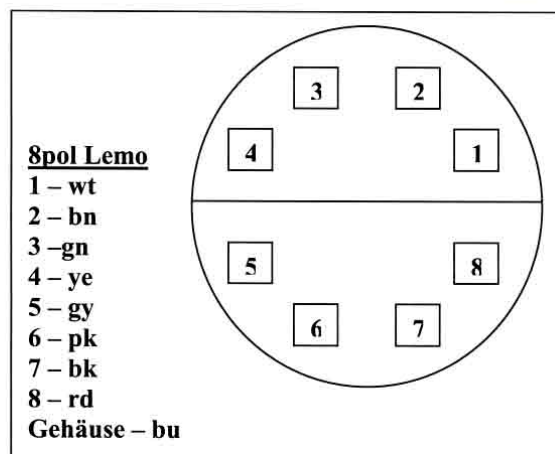 3 2
4 1
8pol Lemo
1 – wt
2 – bn
3 –gn
4 – ye
5 – gy
6 – pk
7 – bk
8 – rd
Gehäuse – bu
5 8
6 7